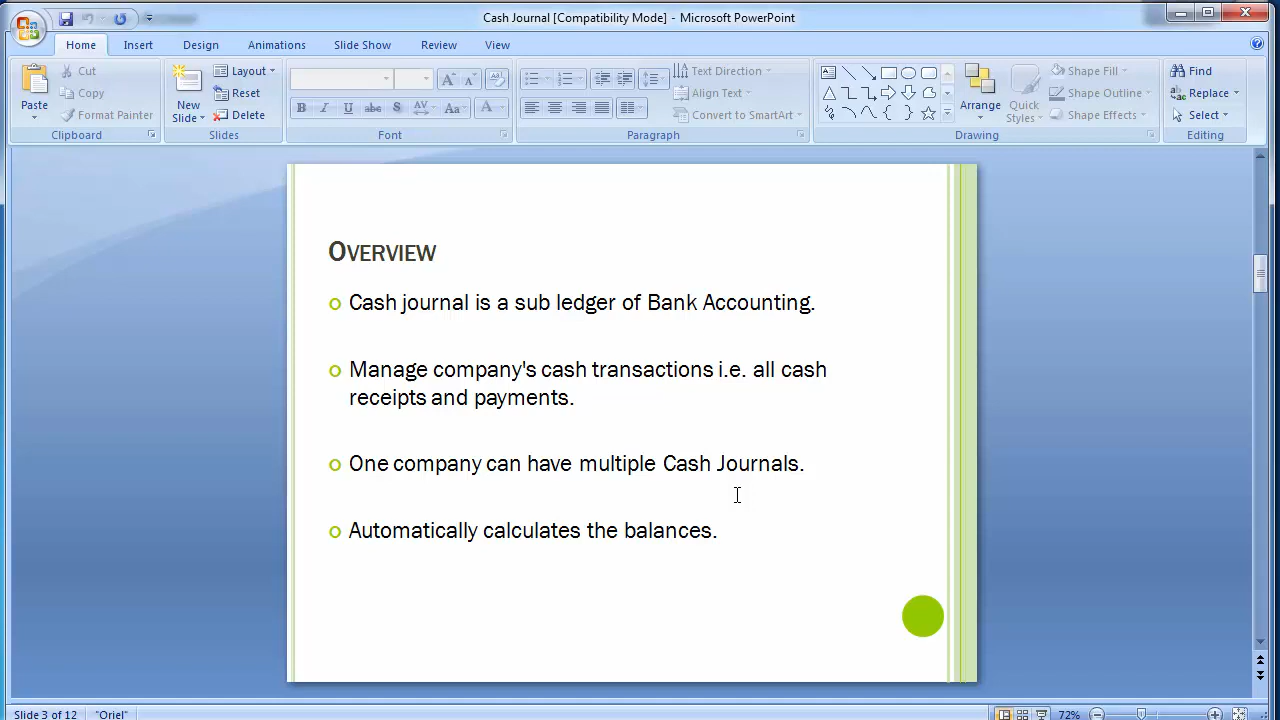 Cash Journal [Compatibility Mode] - Microsoft PowerPoint
Home Insert Design Animations Slide Show Review View
Paste
Cut
Copy
Format Painter
Clipboard
New
Slide
Layout
Reset
Delete
Slides
B I U abc S AV Aa A
Font
Text Direction
Align Text
Convert to SmartArt
Paragraph
Arrange
Quick
Styles
Shape Fill
Shape Outline
Shape Effects
Drawing
Find
Replace
Select
Editing
OVERVIEW
Cash journal is a sub ledger of Bank Accounting.
Manage company's cash transactions i.e. all cash
receipts and payments.
One company can have multiple Cash Journals.
Automatically calculates the balances.
Slide 3 of 12 "Oriel" 72%